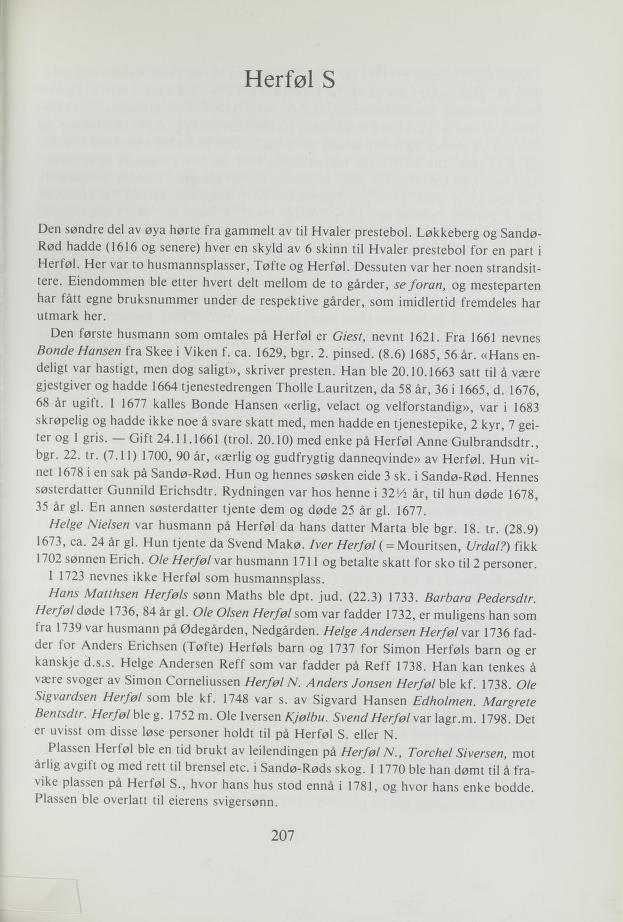 Herføl S
Den søndre del av øya hørte fra gammelt av til Hvaler prestebol. Løkkeberg og Sandø-
Rød hadde (1616 og senere) hver en skyld av 6 skinn til Hvaler prestebol for en part i
Herføl. Her var to husmannsplasser, Tøfte og Herføl. Dessuten var her noen strandsit-
tere. Eiendommen ble etter hvert delt mellom de to gårder, se foran, og mesteparten
har fått egne bruksnummer under de respektive gårder, som imidlertid fremdeles har
utmark her.
Den første husmann som omtales på Herføl er Giest, nevnt 1621. Fra 1661 nevnes
Bonde Hansen fra Skee i Viken f. ca. 1629, bgr. 2. pinsed. (8.6) 1685, 56 år. «Hans en-
deligt var hastigt, men dog saligt», skriver presten. Han ble 20.10.1663 satt til å være
gjestgiver og hadde 1664 tjenestedrengen Tholle Lauritzen, da 58 år, 36 i 1665, d. 1676,
68 år ugift. I 1677 kalles Bonde Hansen «erlig, velact og velforstandig», var i 1683
skrøpelig og hadde ikke noe å svare skatt med, men hadde en tjenestepike, 2 kyr, 7 gei-
ter og 1 gris. — Gift 24.11.1661 (trol. 20.10) med enke på Herføl Anne Gulbrandsdtr.,
bgr. 22. tr. (7.11) 1700, 90 år, «ærlig og gudfrygtig danneqvinde» av Herføl. Hun vit-
net 1678 i en sak på Sandø-Rød. Hun og hennes søsken eide 3 sk. i Sandø-Rød. Hennes
søsterdatter Gunnild Erichsdtr. Rydningen var hos henne i 32½ år, til hun døde 1678,
35 år gl. En annen søsterdatter tjente dem og døde 25 år gl. 1677.
Helge Nielsen var husmann på Herføl da hans datter Marta ble bgr. 18. tr. (28.9)
1673, ca. 24 år gl. Hun tjente da Svend Makø. Iver Herføl (= Mouritsen, Urdal?) fikk
1702 sønnen Erich. Ole Herføl var husmann 1711 og betalte skatt for sko til 2 personer.
I 1723 nevnes ikke Herføl som husmannsplass.
Hans Matthsen Herføls sønn Maths ble dpt. jud. (22.3) 1733. Barbara Pedersdtr.
Herføl døde 1736, 84 år gl. Ole Olsen Herføl som var fadder 1732, er muligens han som
fra 1739 var husmann på Ødegården, Nedgården. Helge Andersen Herføl var 1736 fad-
der for Anders Erichsen (Tøfte) Herføls barn og 1737 for Simon Herføls barn og er
kanskje d.s.s. Helge Andersen Reff som var fadder på Reff 1738. Han kan tenkes å
være svoger av Simon Corneliussen Herføl N. Anders Jonsen Herføl ble kf. 1738. Ole
Sigvardsen Herføl som ble kf. 1748 var s. av Sigvard Hansen Edholmen. Margrete
Bentsdtr. Herføl ble g. 1752 m. Ole Iversen Kjølbu. Svend Herføl var lagr.m. 1798. Det
er uvisst om disse løse personer holdt til på Herføl S. eller N.
Plassen Herføl ble en tid brukt av leilendingen på Herføl N., Torchel Siversen, mot
årlig avgift og med rett til brensel etc. i Sandø-Røds skog. I 1770 ble han dømt til å fra-
vike plassen på Herføl S., hvor hans hus stod ennå i 1781, og hvor hans enke bodde.
Plassen ble overlatt til eierens svigersønn.
207